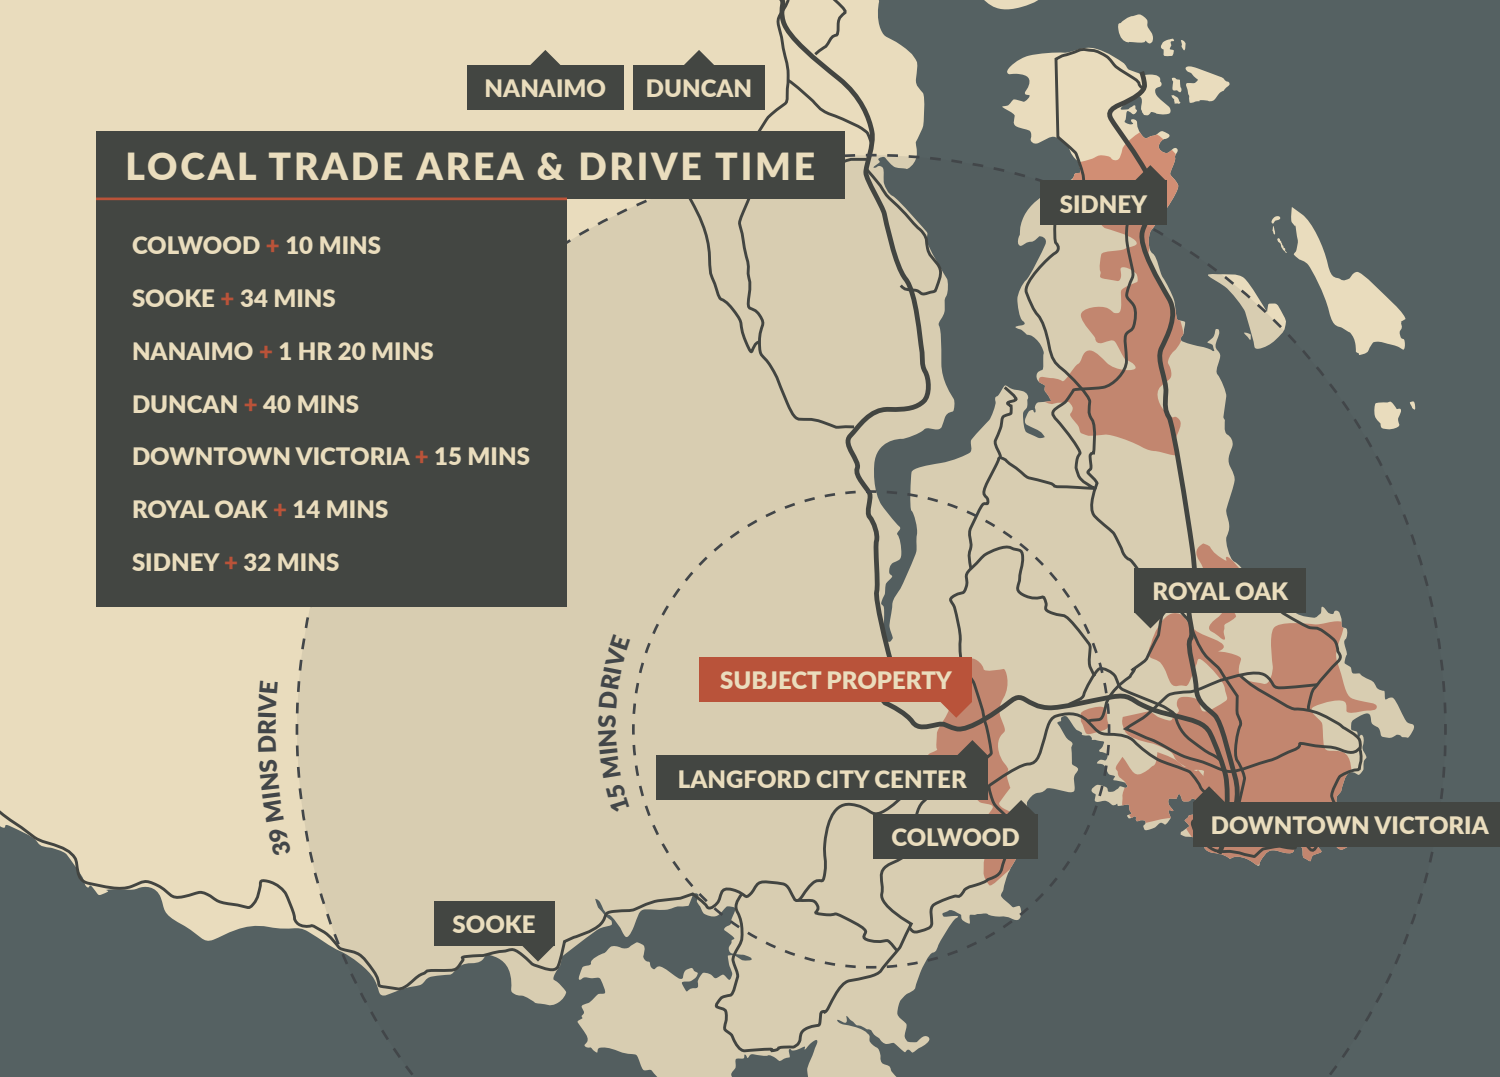 NANAIMO
DUNCAN
LOCAL TRADE AREA & DRIVE TIME
COLWOOD + 10 MINS
SOOKE + 34 MINS
NANAIMO + 1 HR 20 MINS
DUNCAN + 40 MINS
DOWNTOWN VICTORIA + 15 MINS
ROYAL OAK + 14 MINS
SIDNEY + 32 MINS
SIDNEY
ROYAL OAK
SUBJECT PROPERTY
15 MINS DRIVE
39 MINS DRIVE
LANGFORD CITY CENTER
COLWOOD
DOWNTOWN VICTORIA
SOOKE